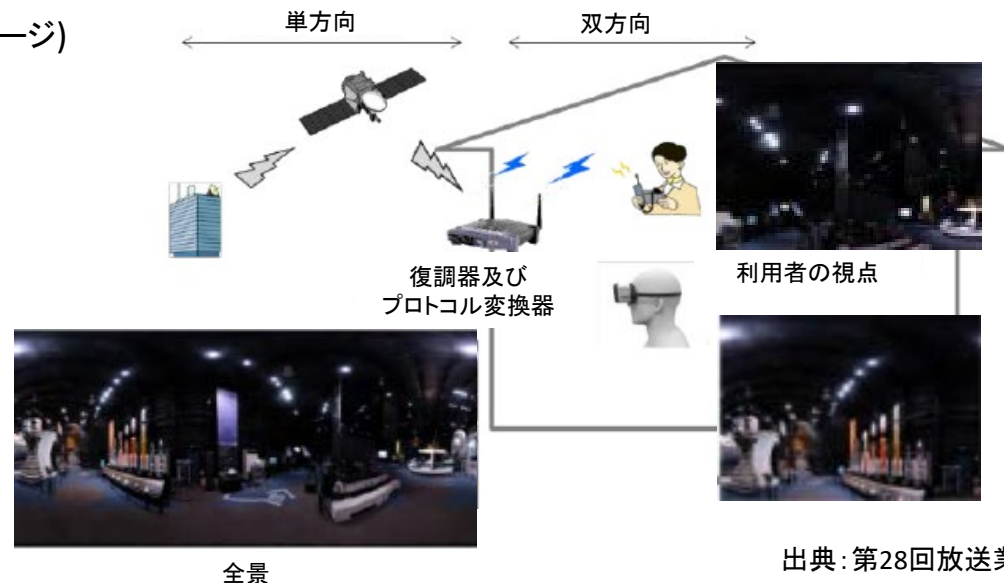 ージ)
単方向
双方向
復調器及び
プロトコル変換器
利用者の視点
全景
出典：第28回放送